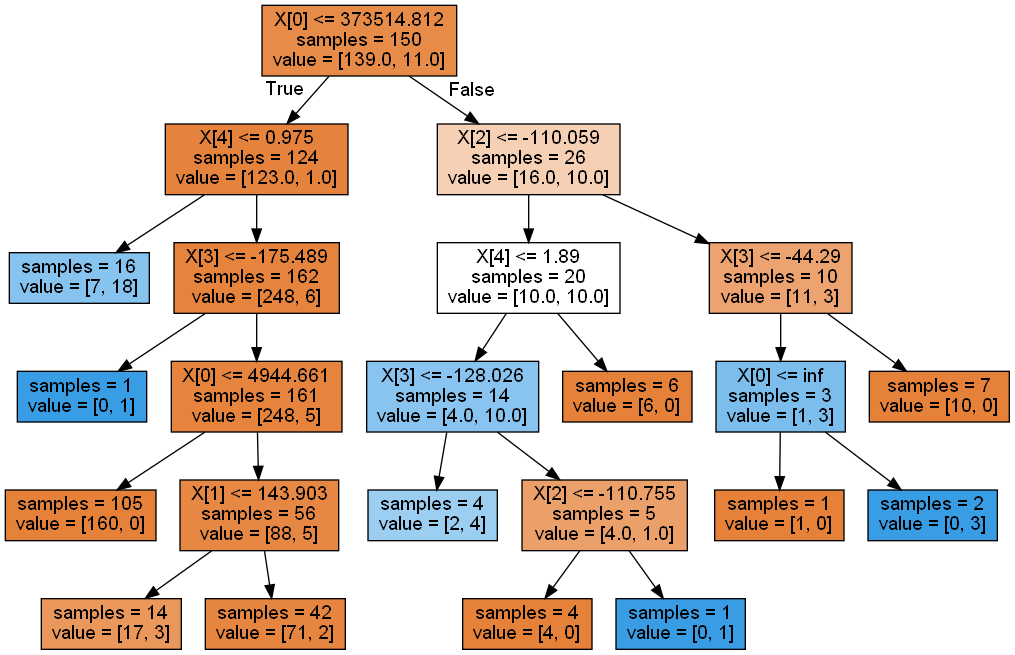 X[0] <= 373514.812
samples = 150
value = [139.0, 11.0]
True
False
X[4] <= 0.975
samples = 124
value = [123.0, 1.0]
X[2] <= -110.059
samples = 26
value = [16.0, 10.0]
samples = 16
value = [7, 18]
X[3] <= -175.489
samples = 162
value = [248, 6]
X[4] <= 1.89
samples = 20
value = [10.0, 10.0]
X[3] <= -44.29
samples = 10
value = [11, 3]
samples = 1
value = [0, 1]
X[0] <= 4944.661
samples = 161
value = [248, 5]
X[3] <= -128.026
samples = 14
value = [4.0, 10.0]
samples = 6
value = [6, 0]
X[0] <= inf
samples = 3
value = [1, 3]
samples = 7
value = [10, 0]
samples = 105
value = [160, 0]
X[1] <= 143.903
samples = 56
value = [88, 5]
samples = 4
value = [2, 4]
X[2] <= -110.755
samples = 5
value = [4.0, 1.0]
samples = 1
value = [1, 0]
samples = 2
value = [0, 3]
samples = 14
value = [17, 3]
samples = 42
value = [71, 2]
samples = 4
value = [4, 0]
samples = 1
value = [0, 1]